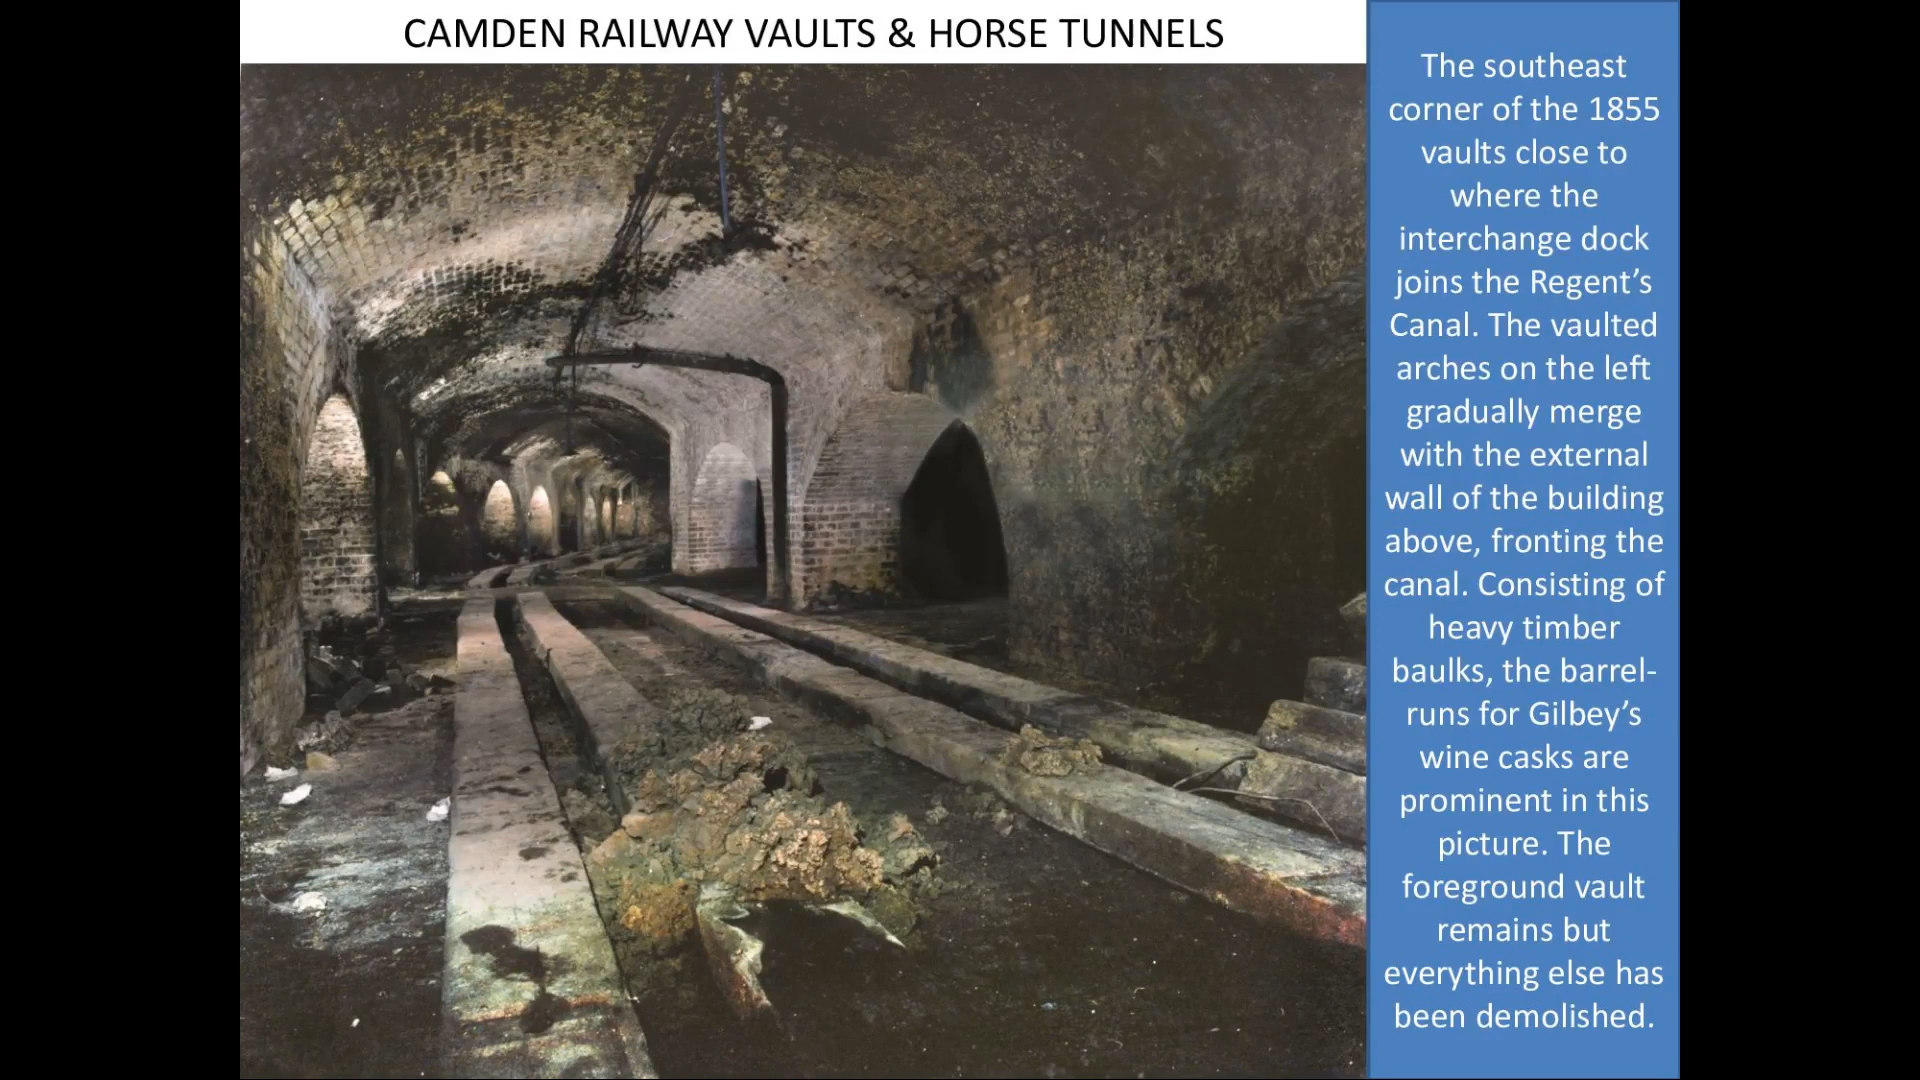 CAMDEN RAILWAY VAULTS & HORSE TUNNELS
The southeast
corner of the 1855
vaults close to
where the
interchange dock
joins the Regent’s
Canal. The vaulted
arches on the left
gradually merge
with the external
wall of the building
above, fronting the
canal. Consisting of
heavy timber
baulks, the barrel-
runs for Gilbey’s
wine casks are
prominent in this
picture. The
foreground vault
remains but
everything else has
been demolished.